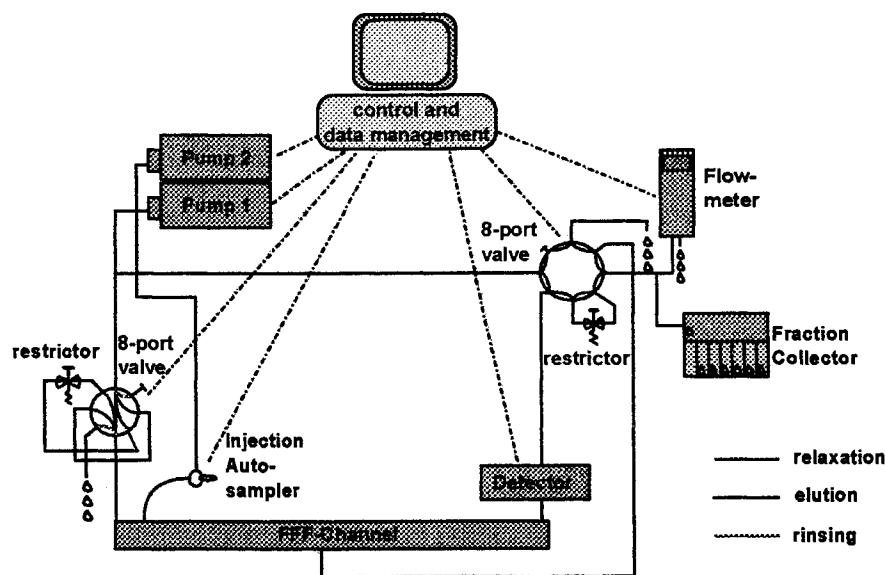 control and
data management
Pump 2
Pump 1
Flow-
meter
8-port
valve
restrictor
8-port
valve
restrictor
Fraction
Collector
Injection
Auto-
sampler
Detector
FFF-Channel
relaxation
elution
rinsing